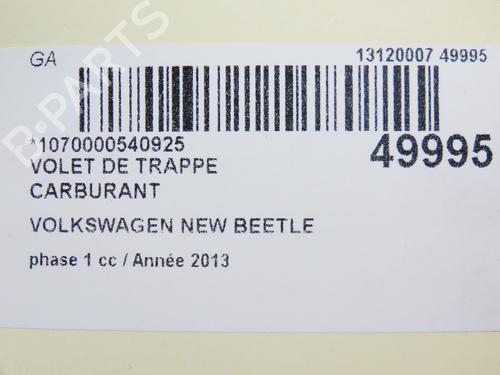 GA
13120007 49995
*1070000540925
49995
VOLET DE TRAPPE
CARBURANT
VOLKSWAGEN NEW BEETLE
phase 1 cc / Année 2013
B-PARTS